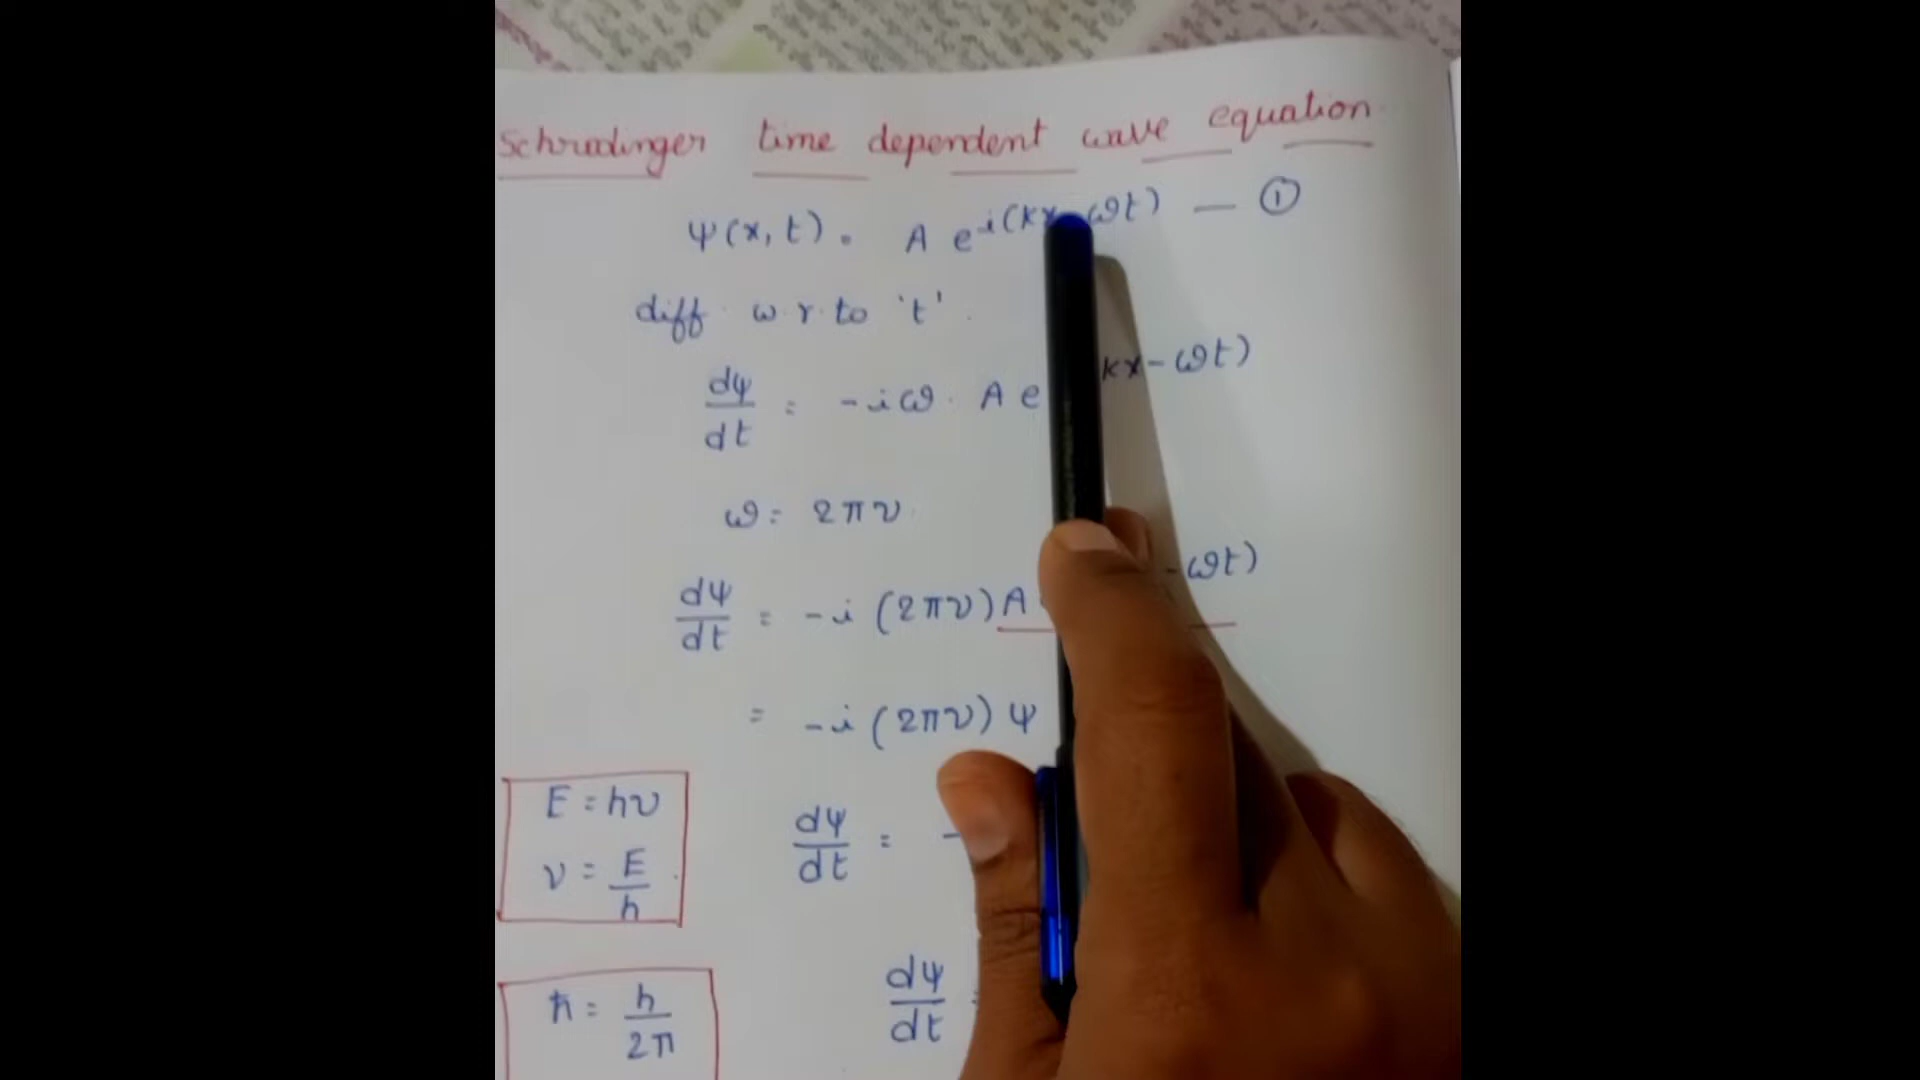 Schrodinger time dependent wave equation
ψ(x, t) = A e^i(kx - ωt) — ①
diff w.r.to 't'.
dψ/dt = -iω. A e kx - ωt)
ω = 2πν
dψ/dt = -i (2πν) A - ωt)
= -i (2πν) ψ
E = hν
ν = E/h
dψ/dt = -
ħ = h/2π
dψ/dt =